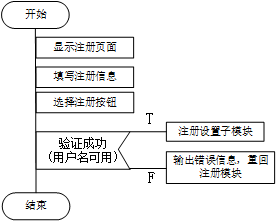 开始
显示注册页面
填写注册信息
选择注册按钮
验证成功
(用户名可用)
T
注册设置子模块
F
输出错误信息，重回
注册模块
结束